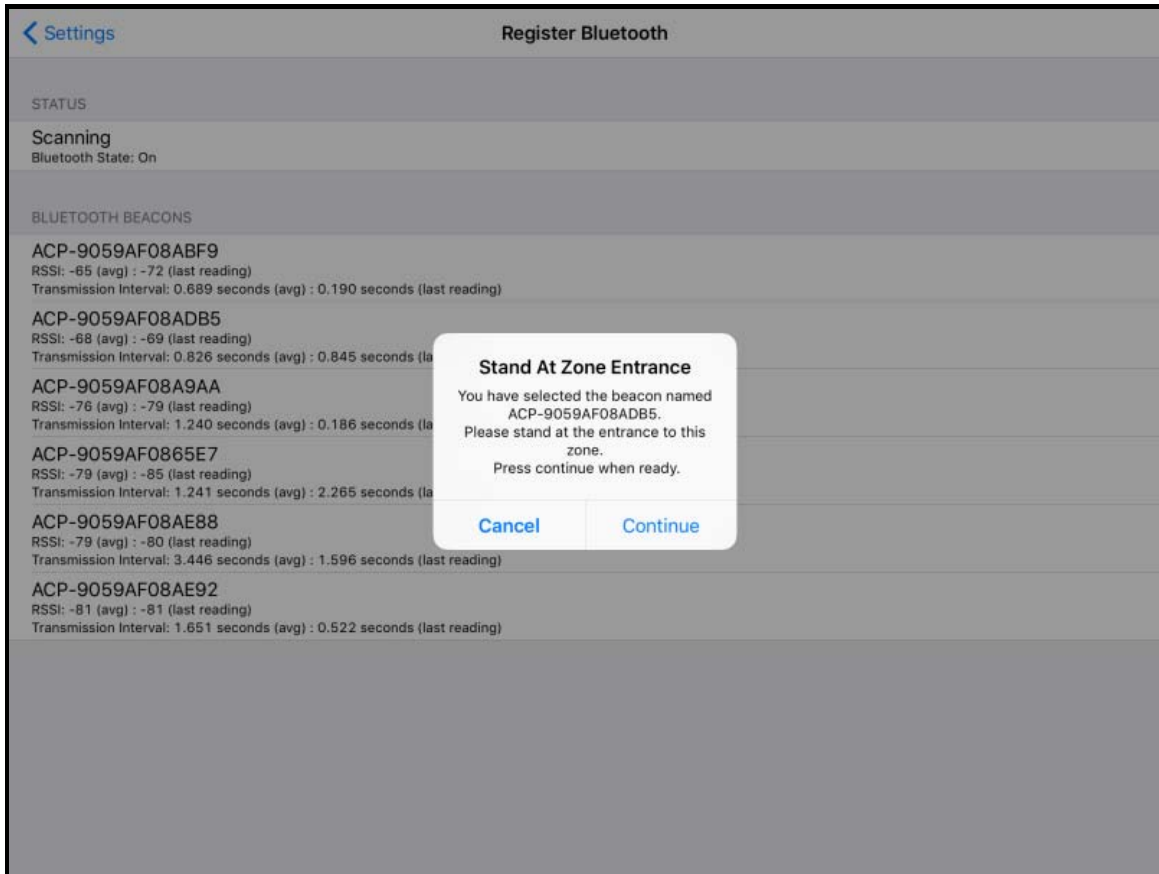 Settings
Register Bluetooth
STATUS
Scanning
Bluetooth State: On
BLUETOOTH BEACONS
ACP-9059AF08ABF9
RSSI: -65 (avg) : -72 (last reading)
Transmission Interval: 0.689 seconds (avg) : 0.190 seconds (last reading)
ACP-9059AF08ADB5
RSSI: -68 (avg) : -69 (last reading)
Transmission Interval: 0.826 seconds (avg) : 0.845 seconds
ACP-9059AF08A9AA
RSSI: -76 (avg) : -79 (last reading)
Transmission Interval: 1.240 seconds (avg) : 0.186 seconds
ACP-9059AF0865E7
RSSI: -79 (avg) : -85 (last reading)
Transmission Interval: 1.241 seconds (avg) : 2.265 seconds
ACP-9059AF08AE88
RSSI: -79 (avg) : -80 (last reading)
Transmission Interval: 3.446 seconds (avg) : 1.596 seconds (last reading)
ACP-9059AF08AE92
RSSI: -81 (avg) : -81 (last reading)
Transmission Interval: 1.651 seconds (avg) : 0.522 seconds (last reading)
Stand At Zone Entrance
You have selected the beacon named
ACP-9059AF08ADB5.
Please stand at the entrance to this
zone.
Press continue when ready.
Cancel
Continue